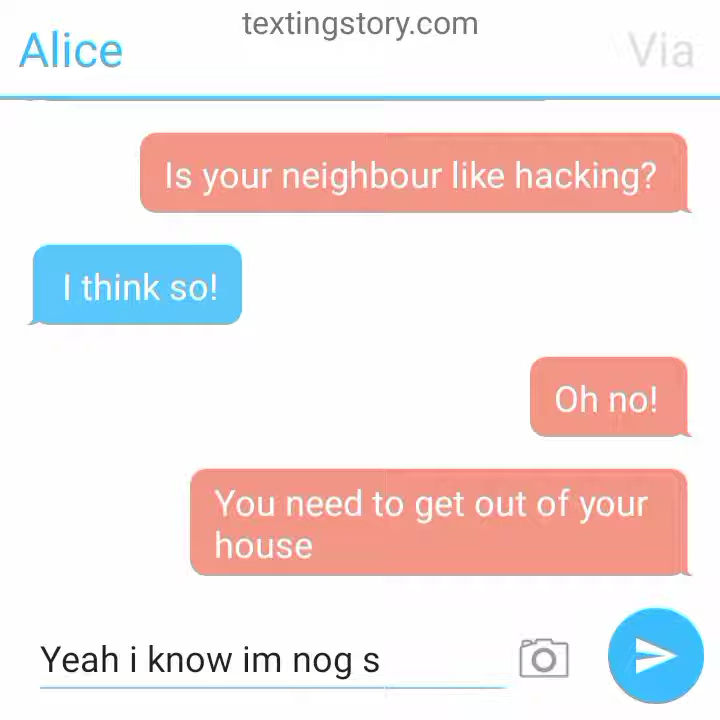 textingstory.com
Alice
Via
Is your neighbour like hacking?
I think so!
Oh no!
You need to get out of your
house
Yeah i know im nog s